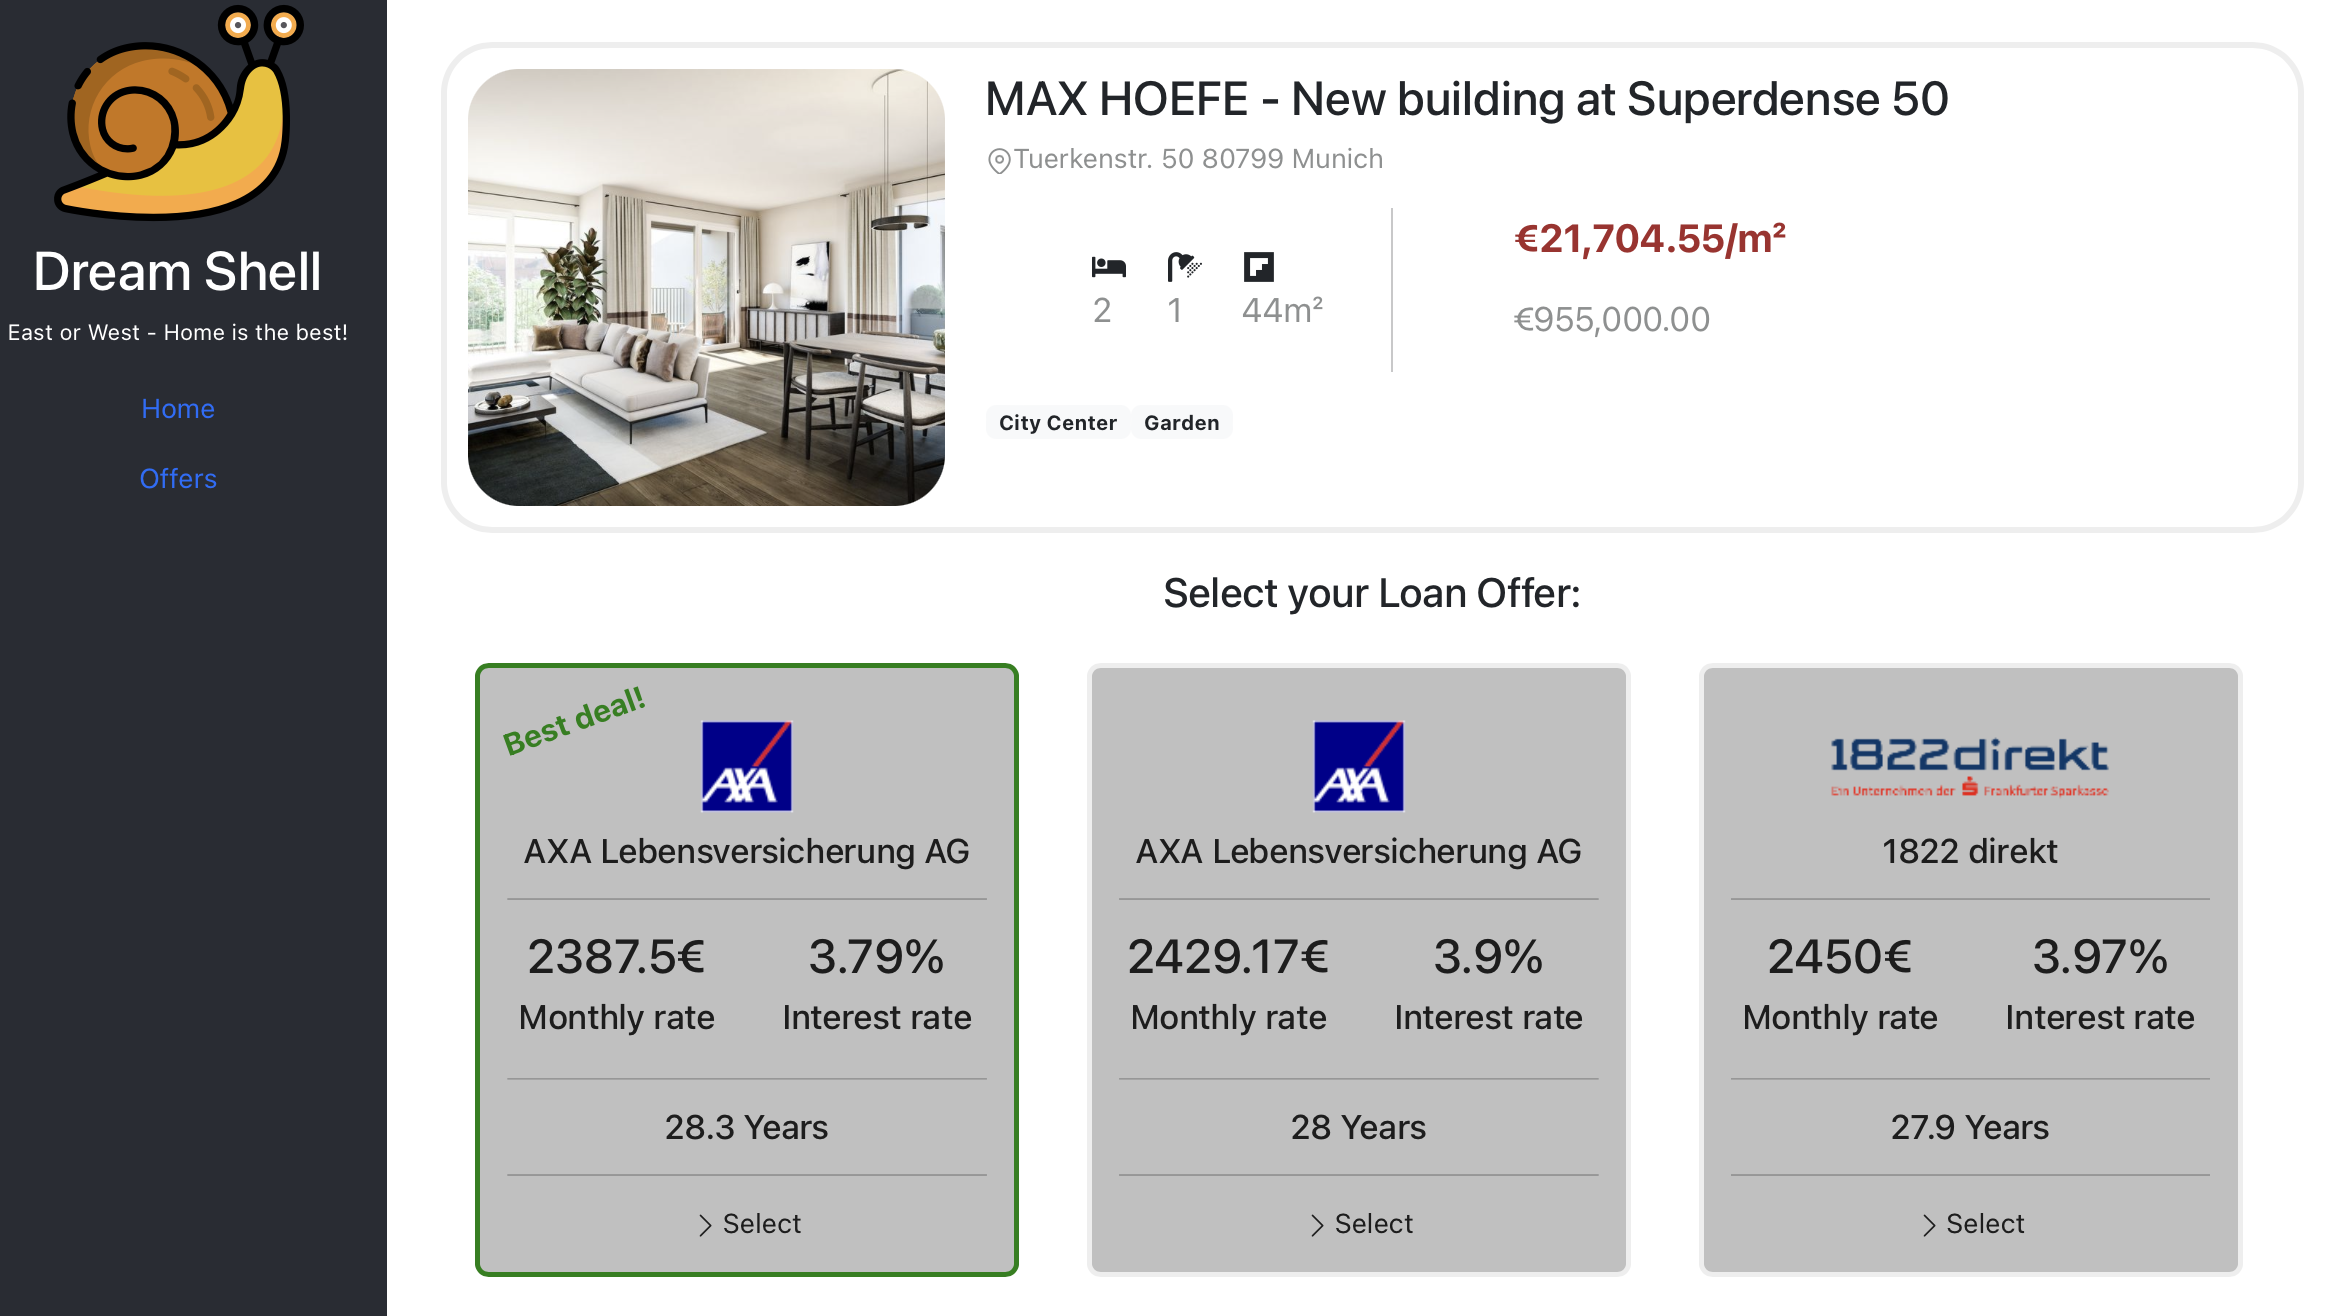 Dream Shell
East or West - Home is the best!
Home
Offers
MAX HOEFE - New building at Superdense 50
Tuerkenstr. 50 80799 Munich
2 1 44m²
€21,704.55/m²
€955,000.00
City Center Garden
Select your Loan Offer:
Best deal!
AXA
AXA Lebensversicherung AG
2387.5€ 3.79%
Monthly rate Interest rate
28.3 Years
Select
AXA
AXA Lebensversicherung AG
2429.17€ 3.9%
Monthly rate Interest rate
28 Years
Select
1822direkt
Ein Unternehmen der Frankfurter Sparkasse
1822 direkt
2450€ 3.97%
Monthly rate Interest rate
27.9 Years
Select